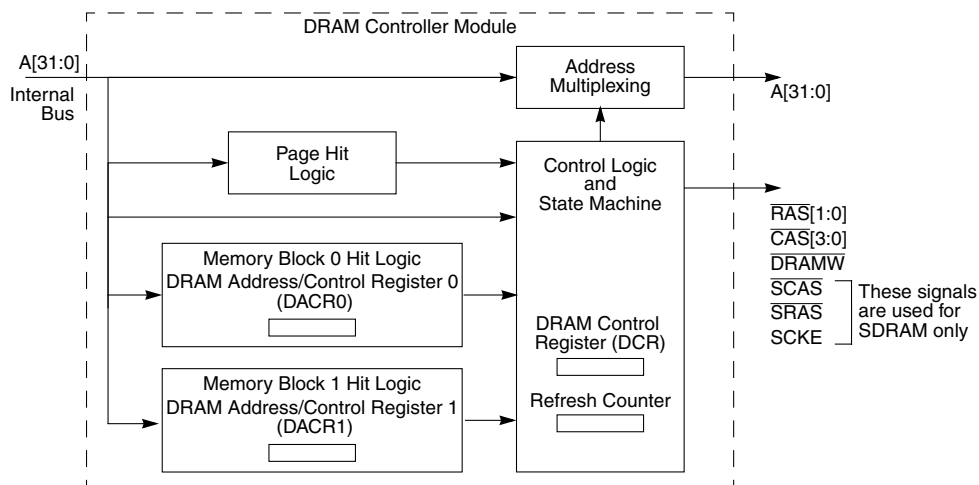 DRAM Controller Module
A[31:0]
Internal
Bus
Address
Multiplexing
A[31:0]
Page Hit
Logic
Control Logic
and
State Machine
RAS[1:0]
CAS[3:0]
DRAMW
SCAS
SRAS
SCKE
These signals
are used for
SDRAM only
Memory Block 0 Hit Logic
DRAM Address/Control Register 0
(DACR0)
DRAM Control
Register (DCR)
Refresh Counter
Memory Block 1 Hit Logic
DRAM Address/Control Register 1
(DACR1)